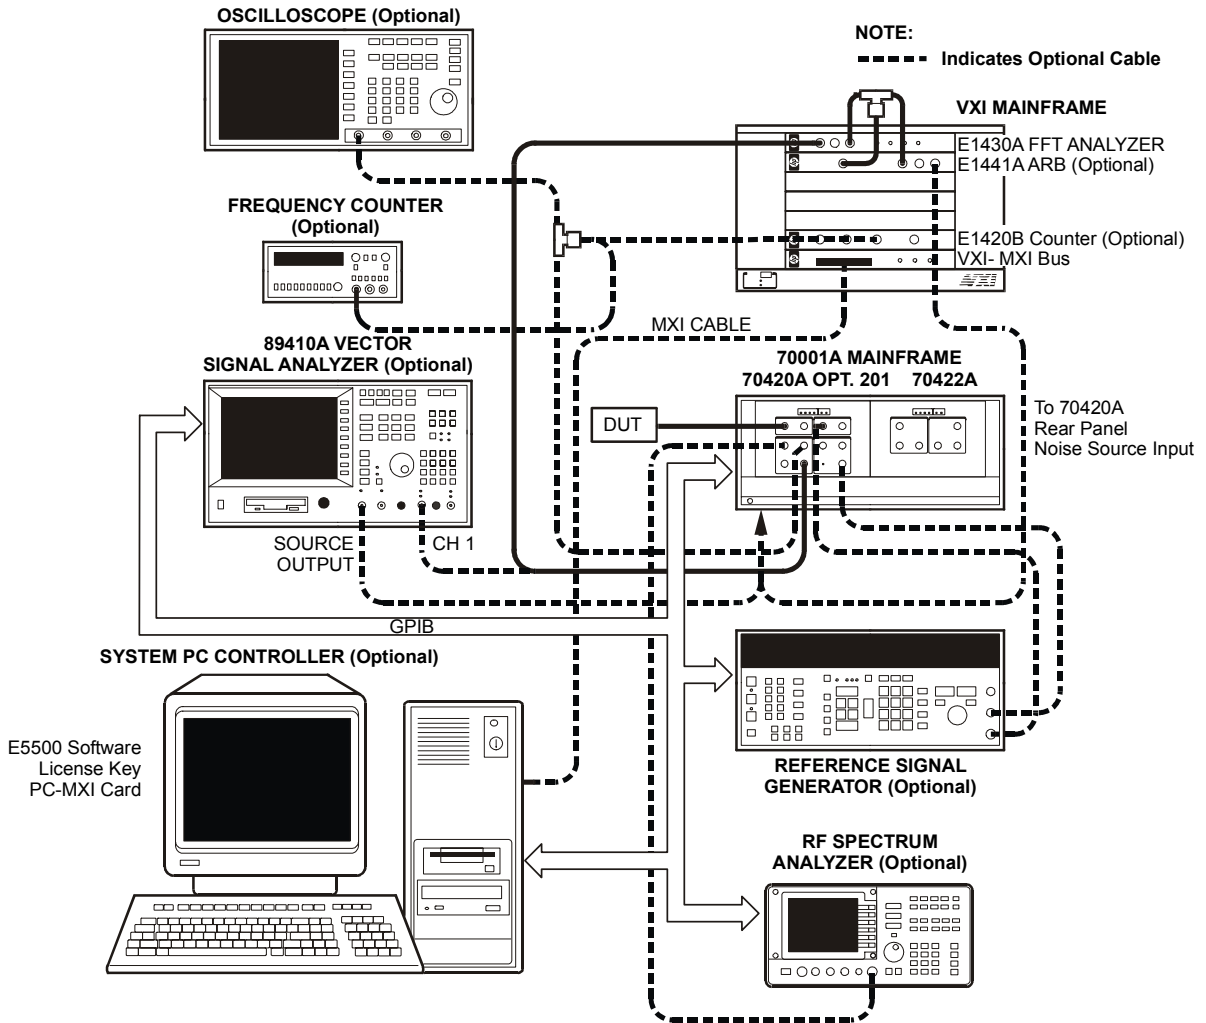 OSCILLOSCOPE (Optional)
NOTE:
Indicates Optional Cable
VXI MAINFRAME
E1430A FFT ANALYZER
E1441A ARB (Optional)
FREQUENCY COUNTER
(Optional)
E1420B Counter (Optional)
VXI- MXI Bus
MXI CABLE
89410A VECTOR
SIGNAL ANALYZER (Optional)
70001A MAINFRAME
70420A OPT. 201 70422A
DUT
To 70420A
Rear Panel
Noise Source Input
SOURCE
OUTPUT
CH 1
GPIB
SYSTEM PC CONTROLLER (Optional)
E5500 Software
License Key
PC-MXI Card
REFERENCE SIGNAL
GENERATOR (Optional)
RF SPECTRUM
ANALYZER (Optional)